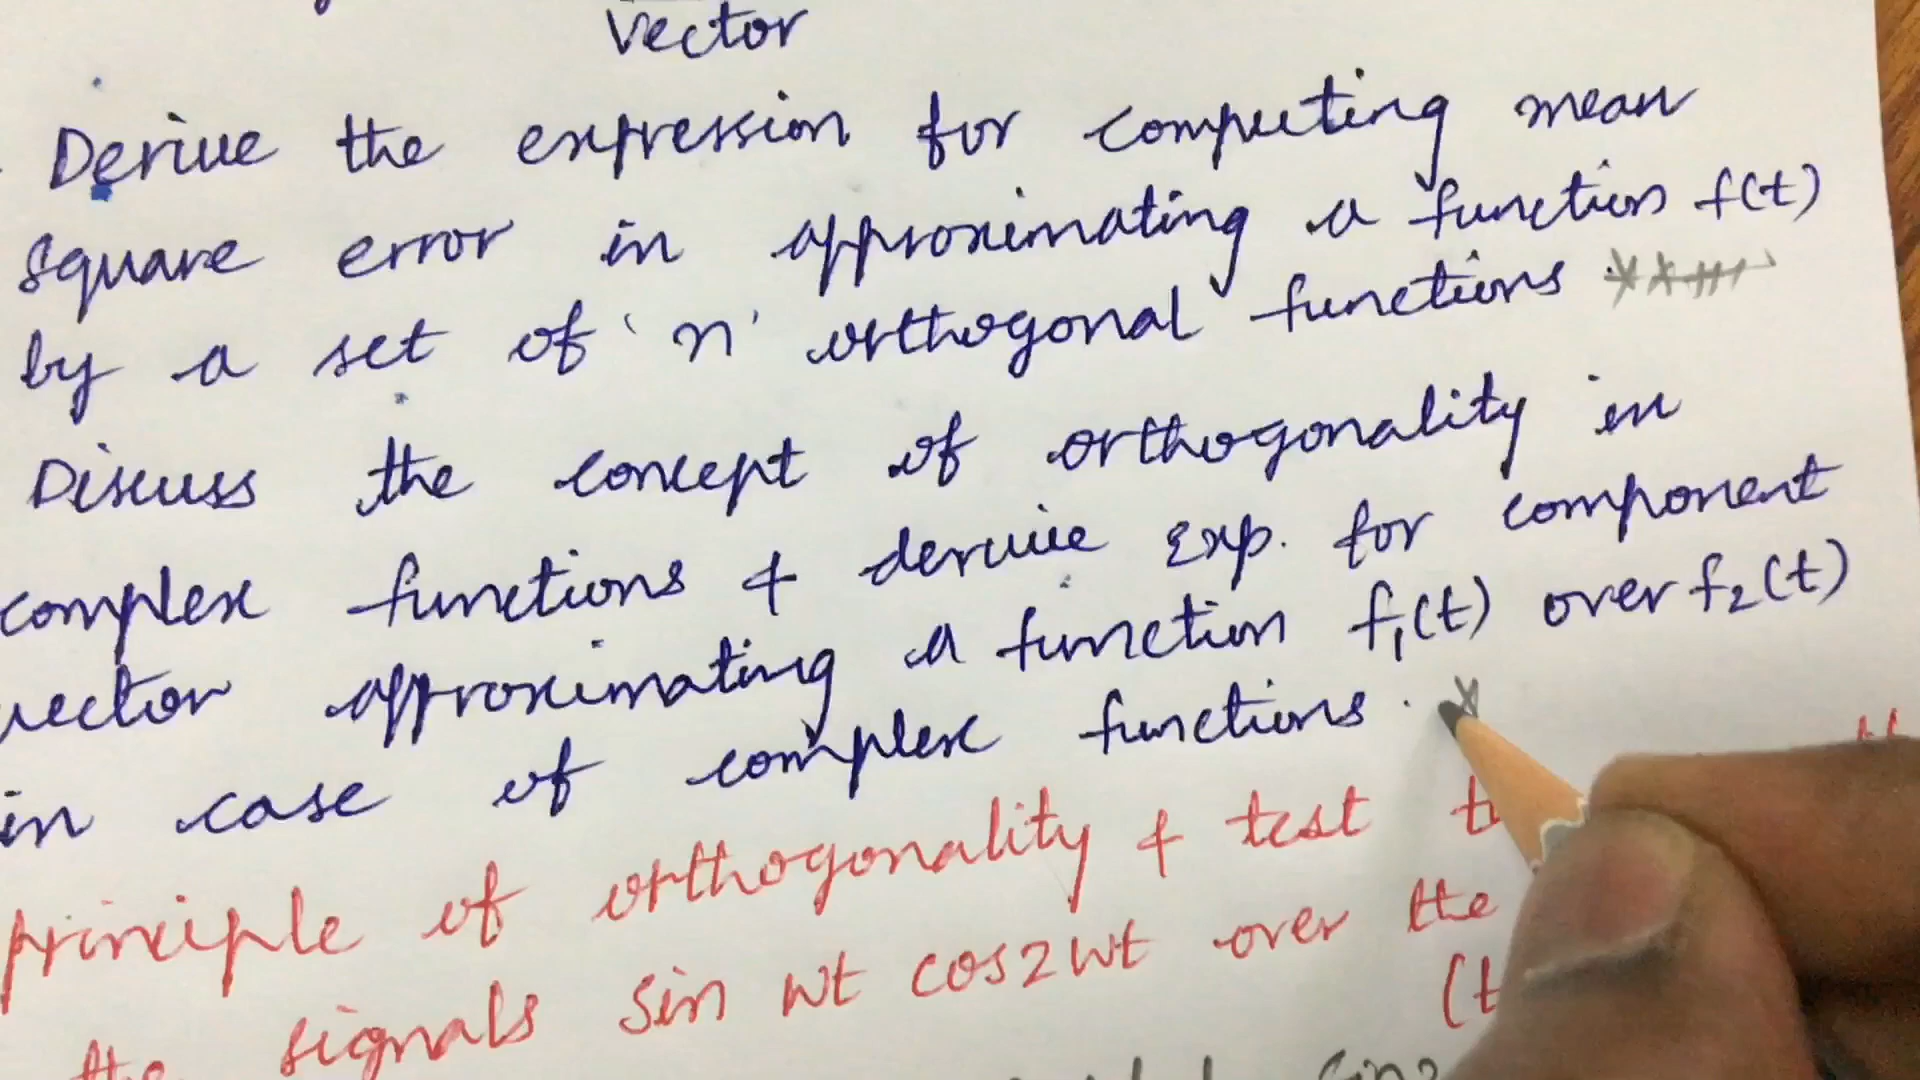 Vector
Derive the expression for computing mean
square error in approximating a function f(t)
by a set of 'n' orthogonal functions.
Discuss the concept of orthogonality in
complex functions & derive Exp. for component
vector approximating a function f₁(t) over f₂(t)
in case of complex functions.
principle of orthogonality & test
the signals sin wt cos2wt over the
(t